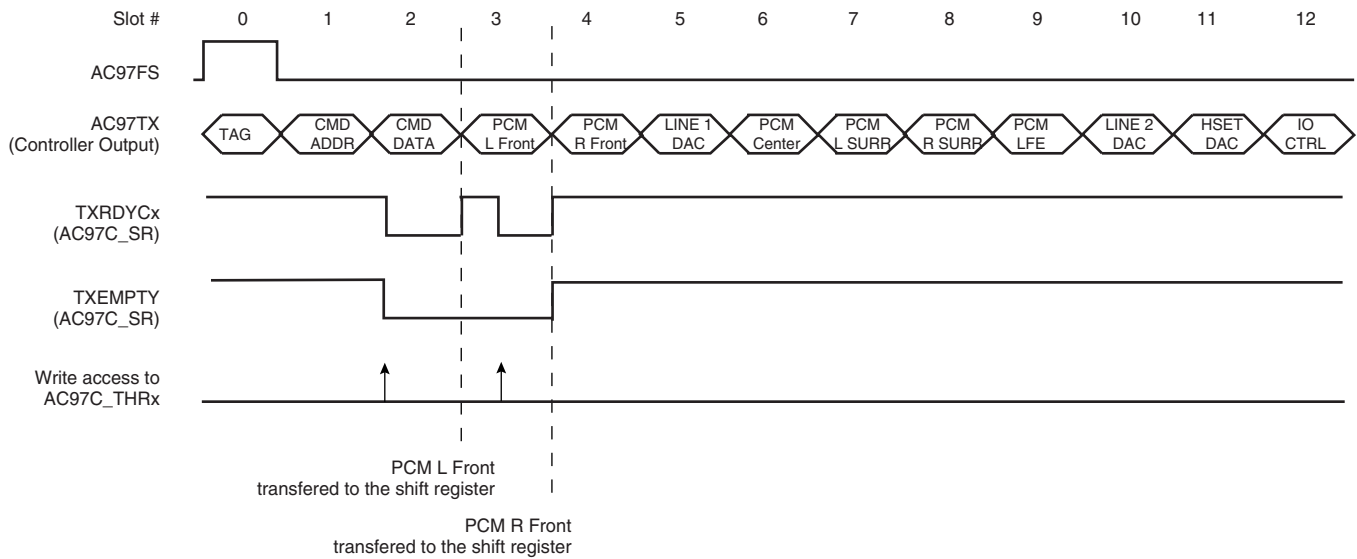 Slot # 0 1 2 3 4 5 6 7 8 9 10 11 12
AC97FS
AC97TX
(Controller Output)
TAG
CMD
ADDR
CMD
DATA
PCM
L Front
PCM
R Front
LINE 1
DAC
PCM
Center
PCM
L SURR
PCM
R SURR
PCM
LFE
LINE 2
DAC
HSET
DAC
IO
CTRL
TXRDYCx
(AC97C_SR)
TXEMPTY
(AC97C_SR)
Write access to
AC97C_THRx
PCM L Front
transfered to the shift register
PCM R Front
transfered to the shift register